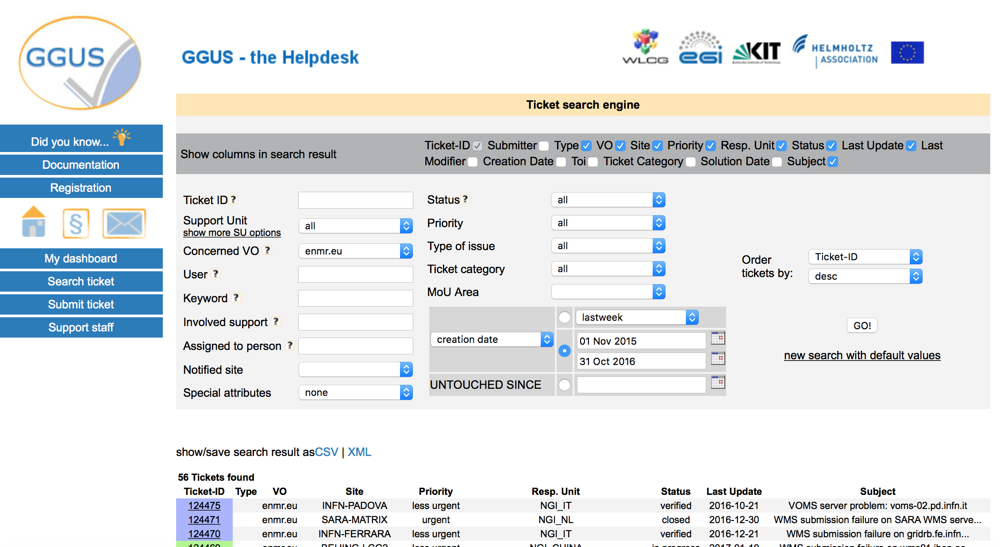 GGUS
GGUS - the Helpdesk
WLCG
egi
KIT
HELMHOLTZ
ASSOCIATION
Ticket search engine
Did you know...
Documentation
Registration
§
My dashboard
Search ticket
Submit ticket
Support staff
Show columns in search result
Ticket-ID Submitter Type VO Site Priority Resp. Unit Status Last Update Last
Modifier Creation Date Toi Ticket Category Solution Date Subject
Ticket ID ?
Support Unit all
show more SU options
Concerned VO ? enmr.eu
User ?
Keyword ?
Involved support ?
Assigned to person ?
Notified site
Special attributes none
Status ? all
Priority all
Type of issue all
Ticket category all
MoU Area
lastweek
creation date
01 Nov 2015
31 Oct 2016
UNTOUCHED SINCE
Order
tickets by:
Ticket-ID
desc
GO!
new search with default values
show/save search result asCSV | XML
56 Tickets found
Ticket-ID Type VO Site Priority Resp. Unit Status Last Update Subject
124475 enmr.eu INFN-PADOVA less urgent NGI_IT verified 2016-10-21 VOMS server problem: voms-02.pd.infn.it
124471 enmr.eu SARA-MATRIX urgent NGI_NL closed 2016-12-30 WMS submission failure on SARA WMS serve...
124470 enmr.eu INFN-FERRARA less urgent NGI_IT verified 2016-12-21 WMS submission failure on gridrb.fe.infn...